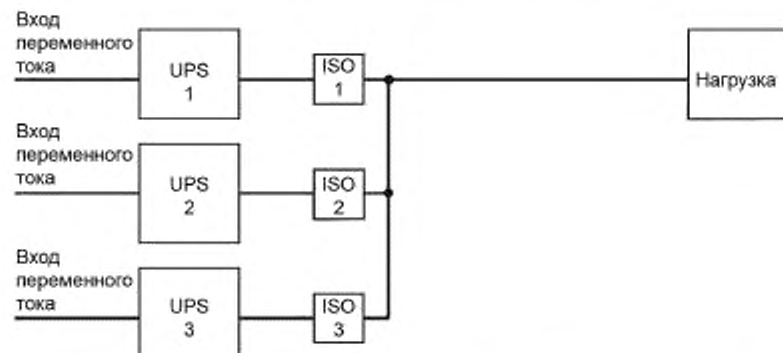 Вход
переменного
тока
UPS
1
ISO
1
Нагрузка
Вход
переменного
тока
UPS
2
ISO
2
Вход
переменного
тока
UPS
3
ISO
3